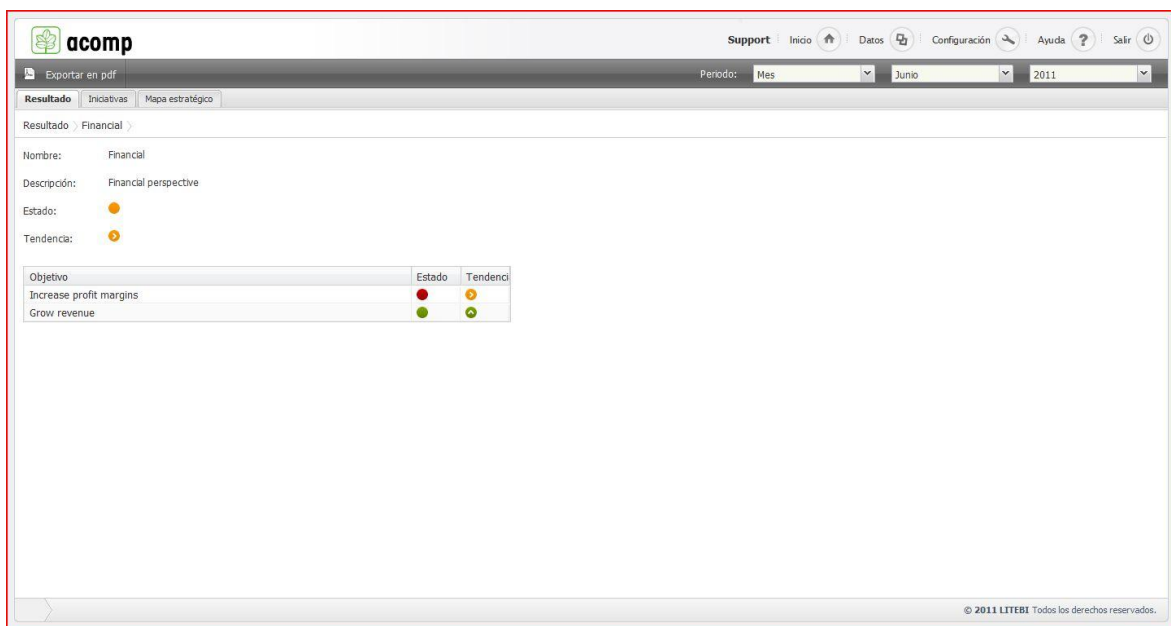 acomp
Support Inicio Datos Configuración Ayuda ? Salir
Exportar en pdf Periodo: Mes Junio 2011
Resultado Iniciativas Mapa estratégico
Resultado Financial
Nombre: Financial
Descripción: Financial perspective
Estado:
Tendencia:
Objetivo Estado Tendenci
Increase profit margins
Grow revenue
© 2011 LITEBI Todos los derechos reservados.